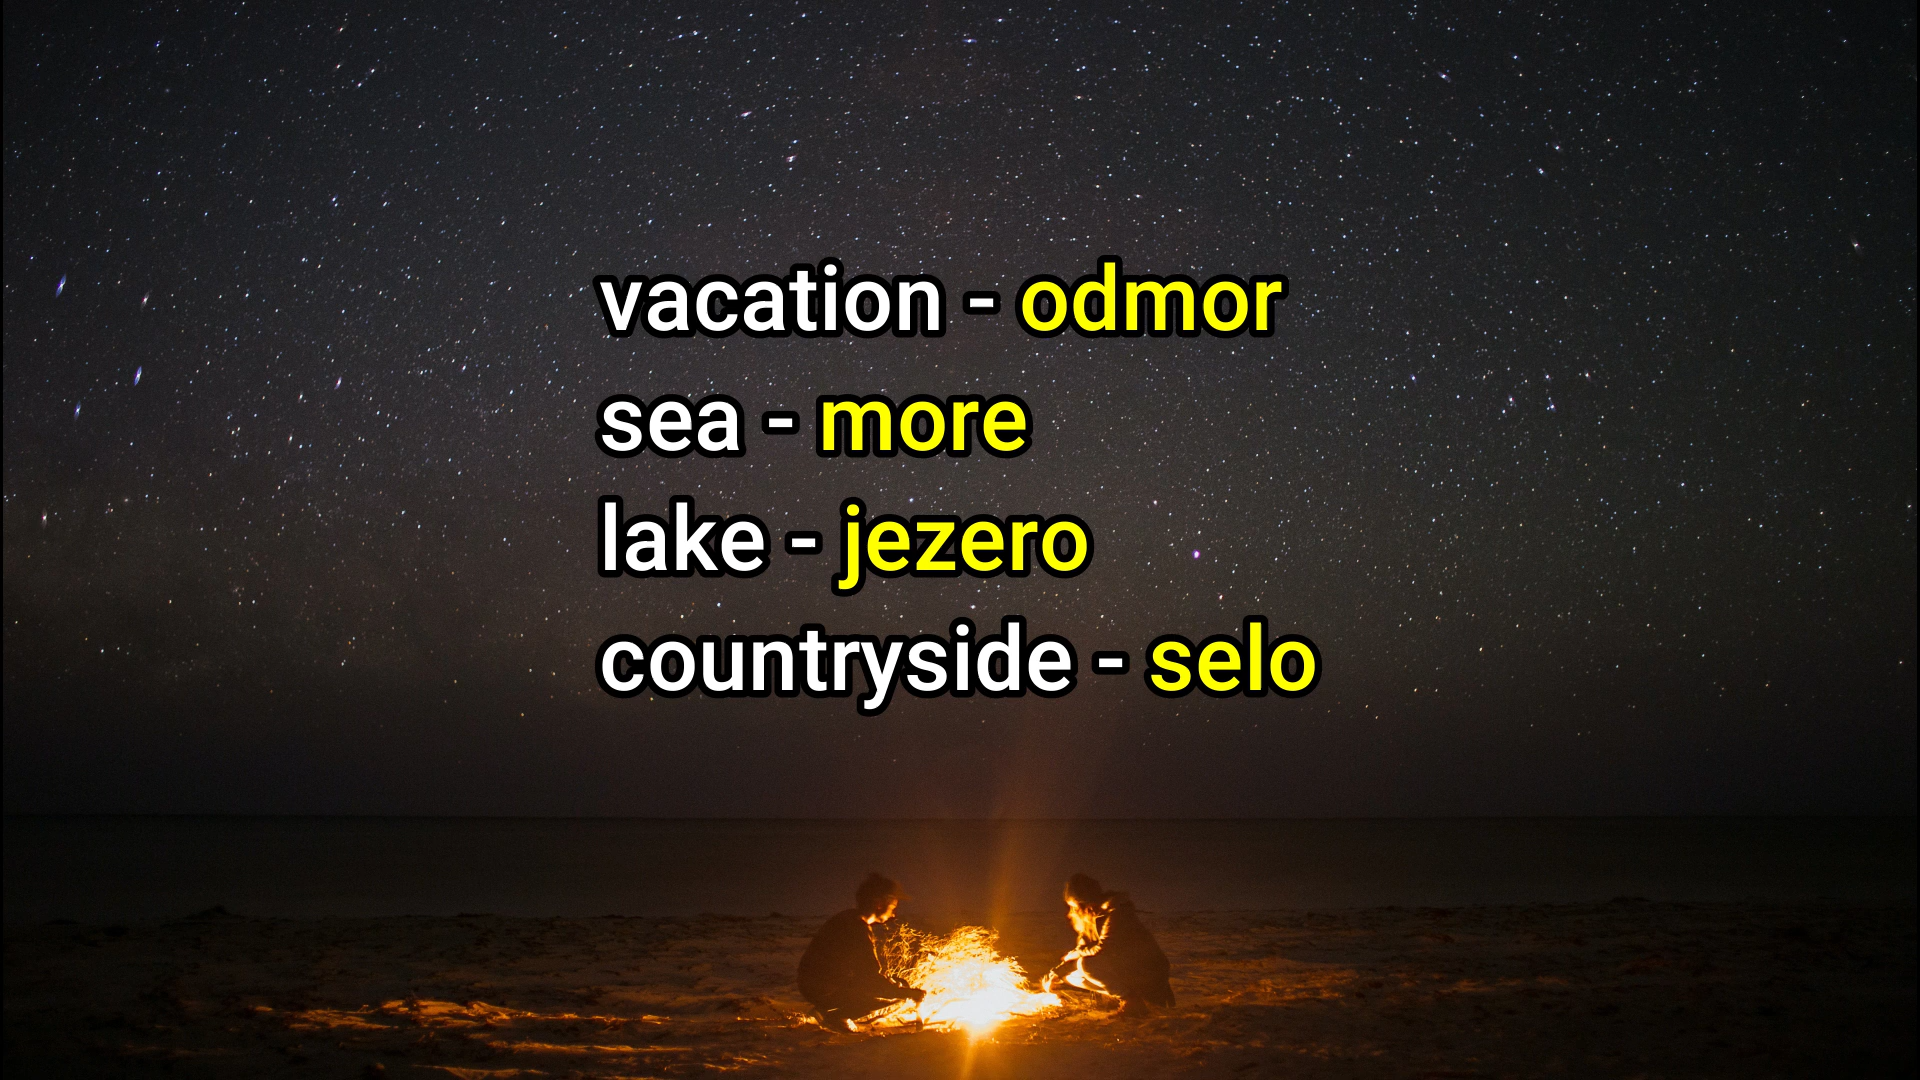 vacation - odmor
sea - more
lake - jezero
countryside - selo